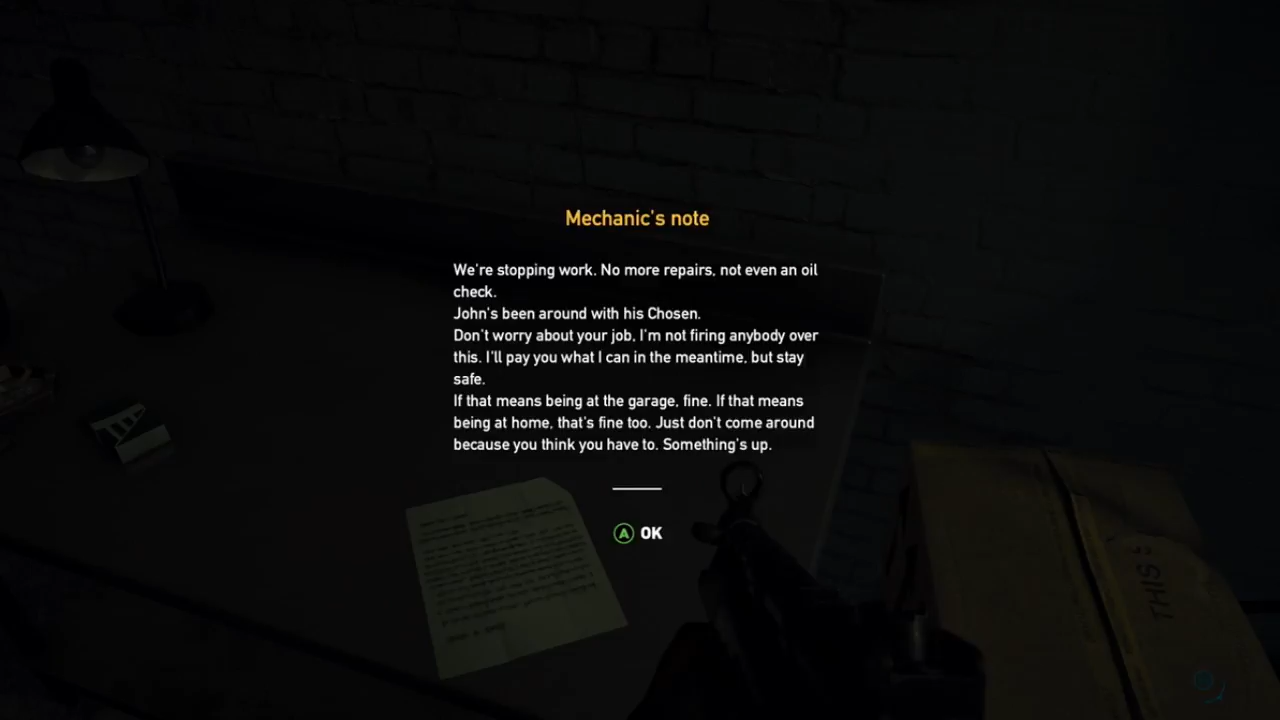 Mechanic's note
We're stopping work. No more repairs, not even an oil
check.
John's been around with his Chosen.
Don't worry about your job, I'm not firing anybody over
this. I'll pay you what I can in the meantime, but stay
safe.
If that means being at the garage, fine. If that means
being at home, that's fine too. Just don't come around
because you think you have to. Something's up.
A OK
THIS S